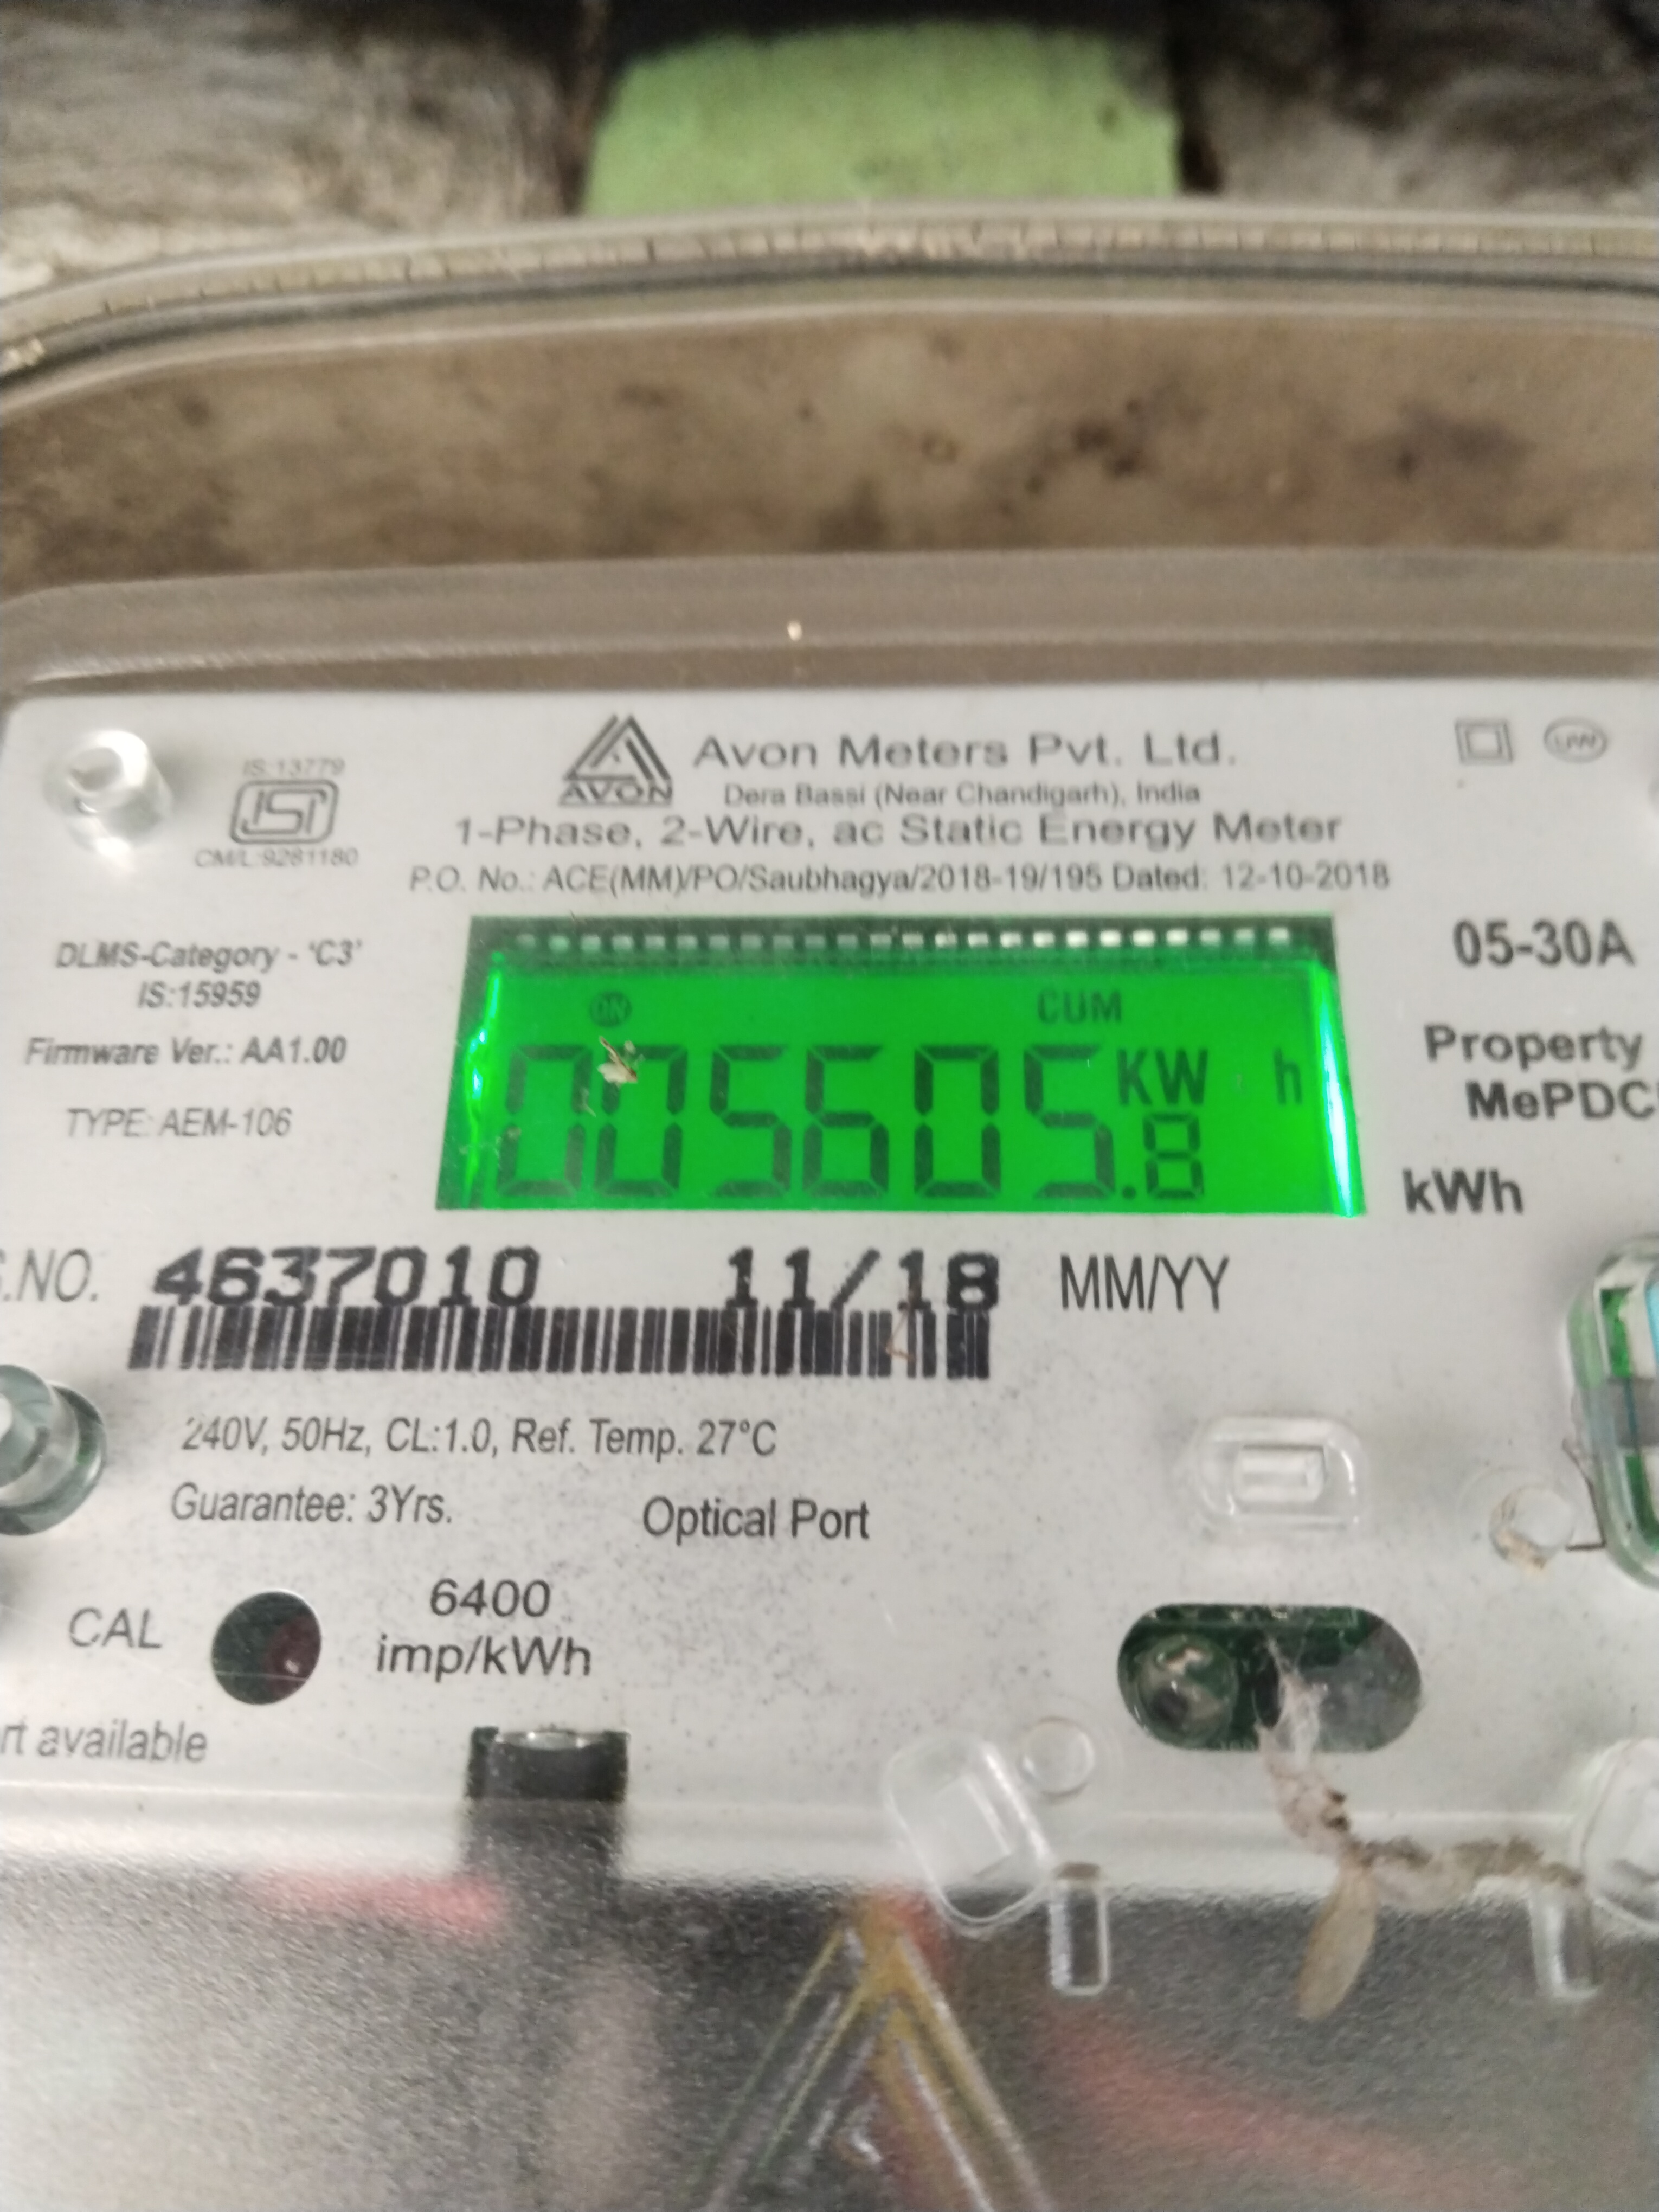 Avon Meters Pvt. Ltd.
AVON
Dera Bassi (Near Chandigarh), India
1-Phase, 2-Wire, ac Static Energy Meter
P.O. No.: ACE(MM)/PO/Saubhagya/2018-19/195 Dated: 12-10-2018
IS:13779
ISI
CM/L:9281180
DLMS-Category - 'C3'
IS:15959
Firmware Ver.: AA1.00
TYPE: AEM-106
ON
CUM
005605.8 KW h
05-30A
Property
MePDC
kWh
.NO. 4637010 11/18 MM/YY
240V, 50Hz, CL:1.0, Ref. Temp. 27°C
Guarantee: 3Yrs.
Optical Port
CAL
6400
imp/kWh
rt available